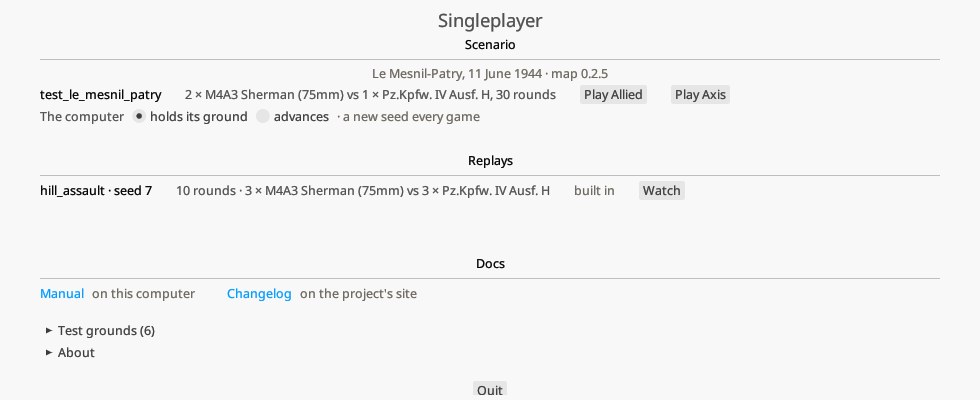 Singleplayer
Scenario
Le Mesnil-Patry, 11 June 1944 · map 0.2.5
test_le_mesnil_patry 2 × M4A3 Sherman (75mm) vs 1 × Pz.Kpfw. IV Ausf. H, 30 rounds Play Allied Play Axis
The computer holds its ground advances · a new seed every game
Replays
hill_assault · seed 7 10 rounds · 3 × M4A3 Sherman (75mm) vs 3 × Pz.Kpfw. IV Ausf. H built in Watch
Docs
Manual on this computer Changelog on the project's site
Test grounds (6)
About
Quit